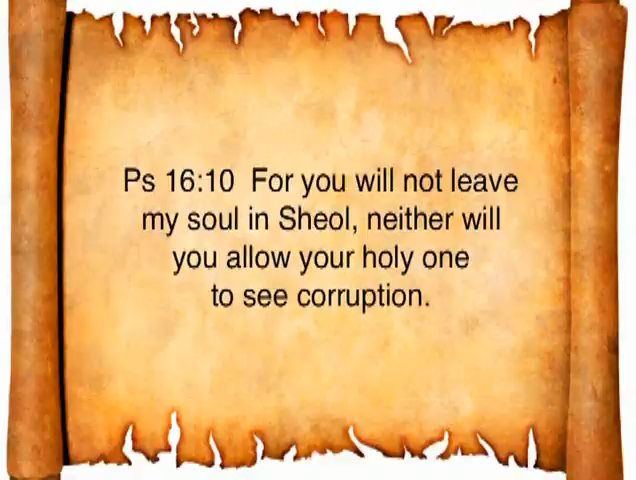 Ps 16:10  For you will not leave
my soul in Sheol, neither will
you allow your holy one
to see corruption.